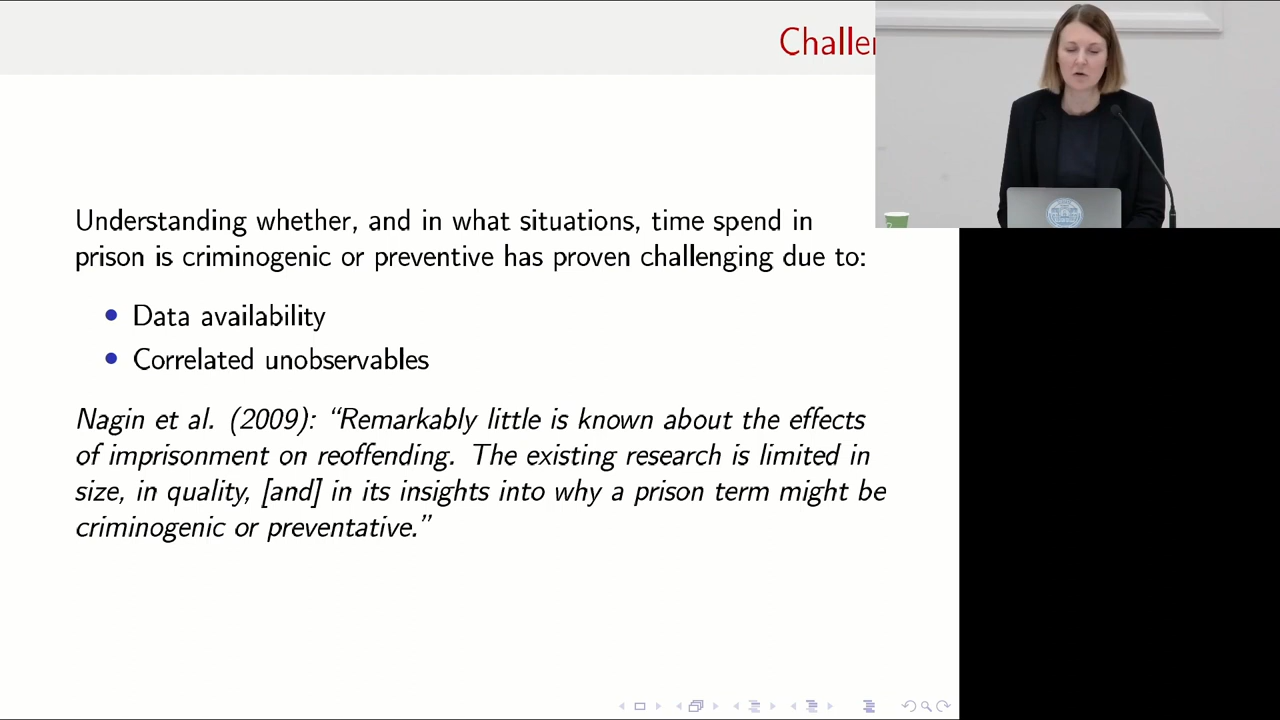 Challen
Understanding whether, and in what situations, time spend in
prison is criminogenic or preventive has proven challenging due to:
• Data availability
• Correlated unobservables
Nagin et al. (2009): “Remarkably little is known about the effects
of imprisonment on reoffending. The existing research is limited in
size, in quality, [and] in its insights into why a prison term might be
criminogenic or preventative.”